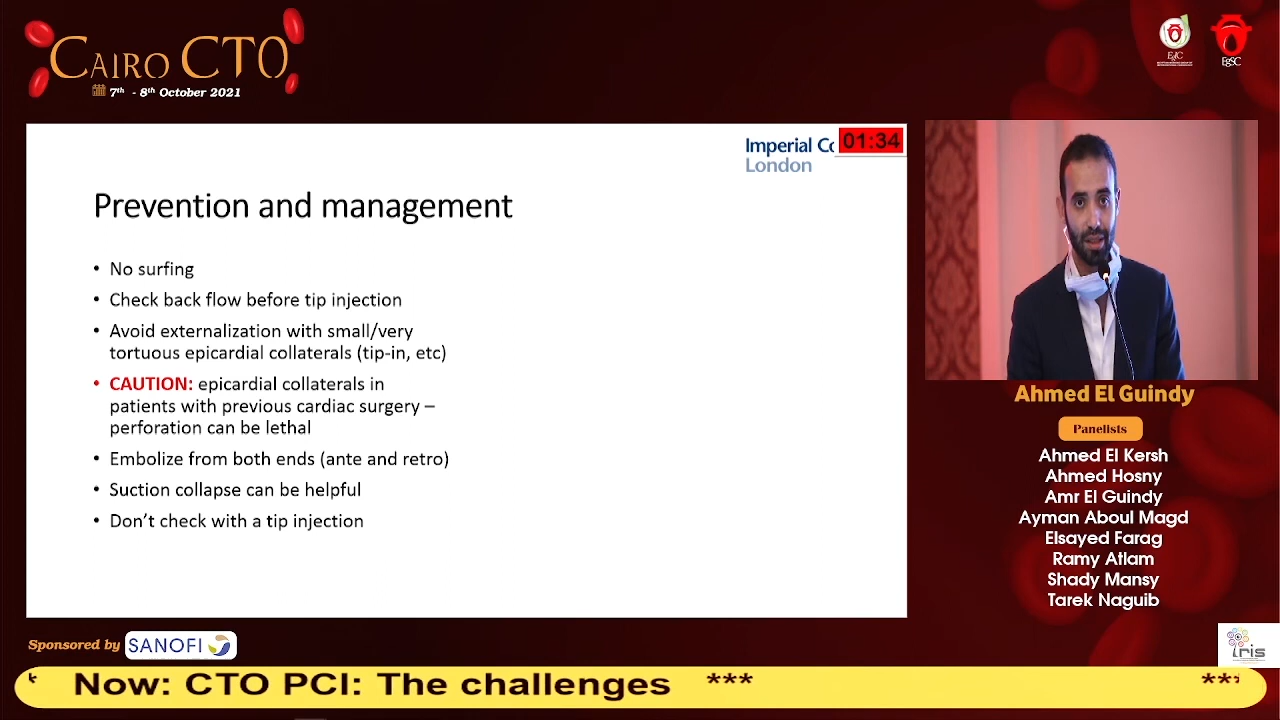 CAIRO CTO
7th - 8th October 2021
EgSC
Imperial Co
London
01:34
Prevention and management
• No surfing
• Check back flow before tip injection
• Avoid externalization with small/very
tortuous epicardial collaterals (tip-in, etc)
• CAUTION: epicardial collaterals in
patients with previous cardiac surgery –
perforation can be lethal
• Embolize from both ends (ante and retro)
• Suction collapse can be helpful
• Don't check with a tip injection
Ahmed El Guindy
Panelists
Ahmed El Kersh
Ahmed Hosny
Amr El Guindy
Ayman Aboul Magd
Elsayed Farag
Ramy Atlam
Shady Mansy
Tarek Naguib
Sponsored by SANOFI
iris
Now: CTO PCI: The challenges ***